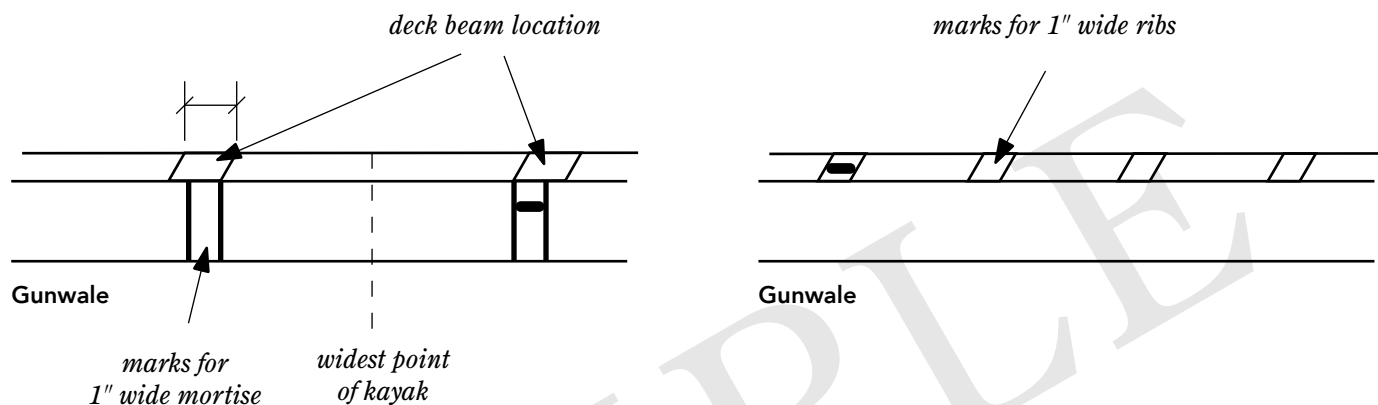 deck beam location
marks for 1" wide ribs
Gunwale
Gunwale
marks for
1" wide mortise
widest point
of kayak
PLE